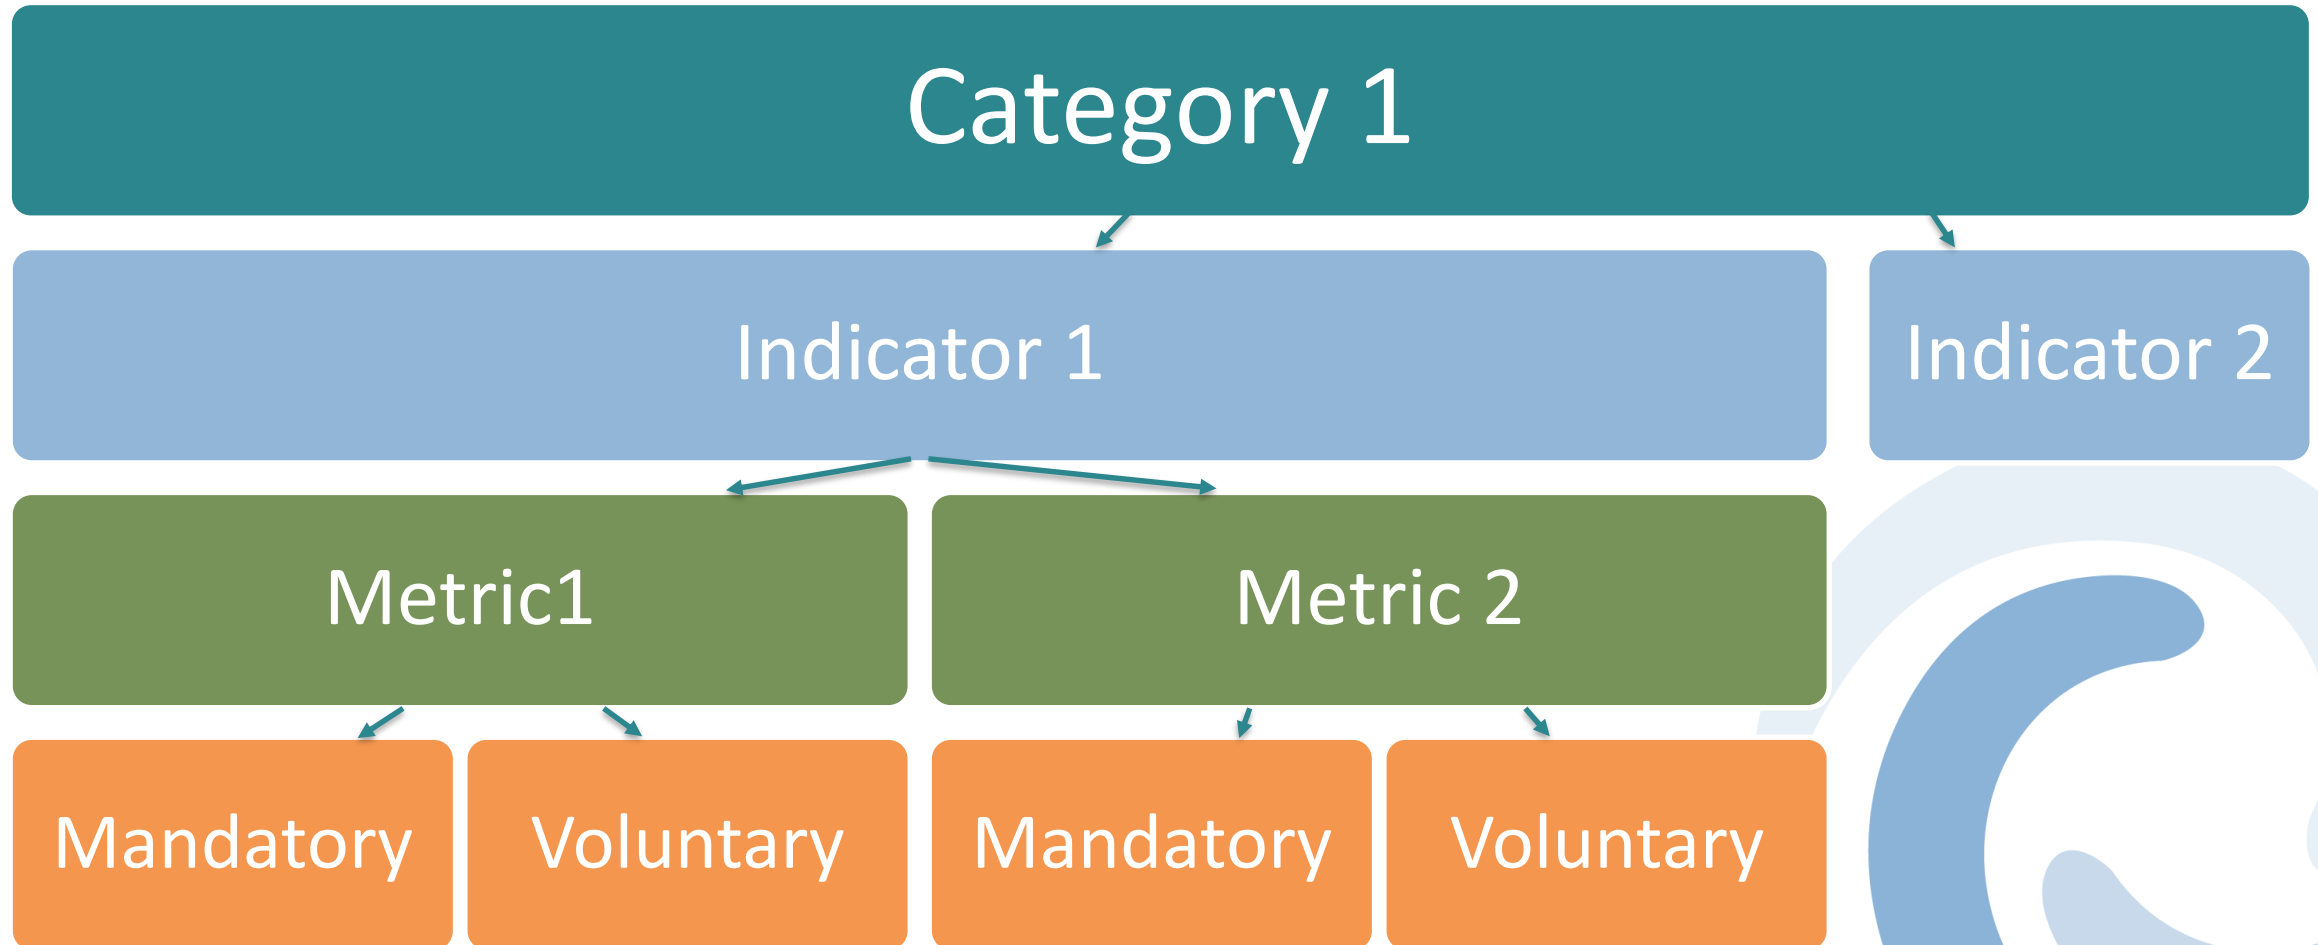 Category 1
Indicator 1
Indicator 2
Metric1
Metric 2
Mandatory
Voluntary
Mandatory
Voluntary